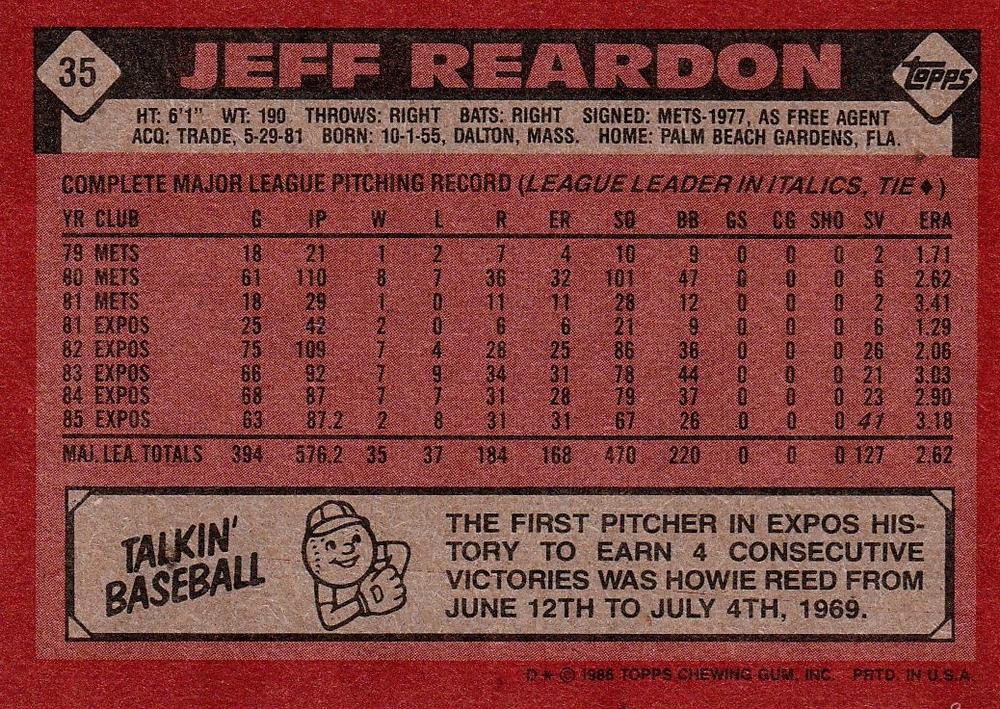 35 JEFF REARDON TOPPS
HT: 6'1" WT: 190 THROWS: RIGHT BATS: RIGHT SIGNED: METS-1977, AS FREE AGENT
ACQ: TRADE, 5-29-81 BORN: 10-1-55, DALTON, MASS. HOME: PALM BEACH GARDENS, FLA.
COMPLETE MAJOR LEAGUE PITCHING RECORD (LEAGUE LEADER IN ITALICS, TIE ♦)
YR CLUB G IP W L R ER SO BB GS CG SHO SV ERA
79 METS 18 21 1 2 7 4 10 9 0 0 0 2 1.71
80 METS 61 110 8 7 36 32 101 47 0 0 0 6 2.62
81 METS 18 29 1 0 11 11 28 12 0 0 0 2 3.41
81 EXPOS 25 42 2 0 6 6 21 9 0 0 0 6 1.29
82 EXPOS 75 109 7 4 28 25 86 36 0 0 0 26 2.06
83 EXPOS 66 92 7 9 34 31 78 44 0 0 0 21 3.03
84 EXPOS 68 87 7 7 31 28 79 37 0 0 0 23 2.90
85 EXPOS 63 87.2 2 8 31 31 67 26 0 0 0 41 3.18
MAJ. LEA. TOTALS 394 576.2 35 37 184 168 470 220 0 0 0 127 2.62
TALKIN'
BASEBALL
THE FIRST PITCHER IN EXPOS HIS-
TORY TO EARN 4 CONSECUTIVE
VICTORIES WAS HOWIE REED FROM
JUNE 12TH TO JULY 4TH, 1969.
D★© 1986 TOPPS CHEWING GUM, INC. PRTD. IN U.S.A.